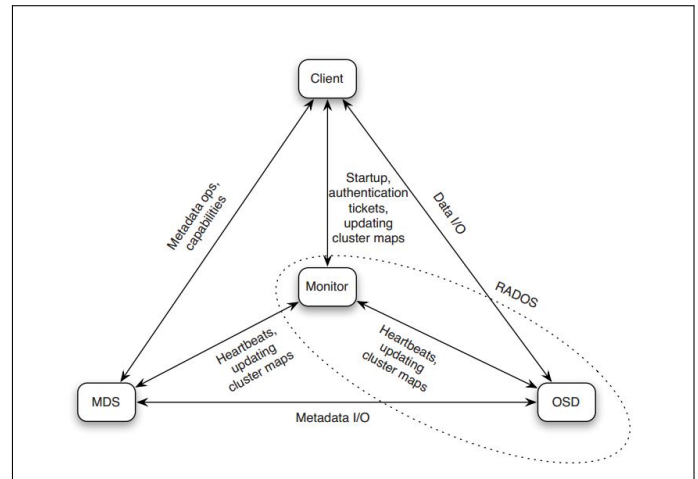 Client
Metadata ops,
capabilities
Startup,
authentication
tickets,
updating
cluster maps
Data I/O
Monitor
RADOS
Heartbeats,
updating
cluster maps
Heartbeats,
updating
cluster maps
MDS
OSD
Metadata I/O